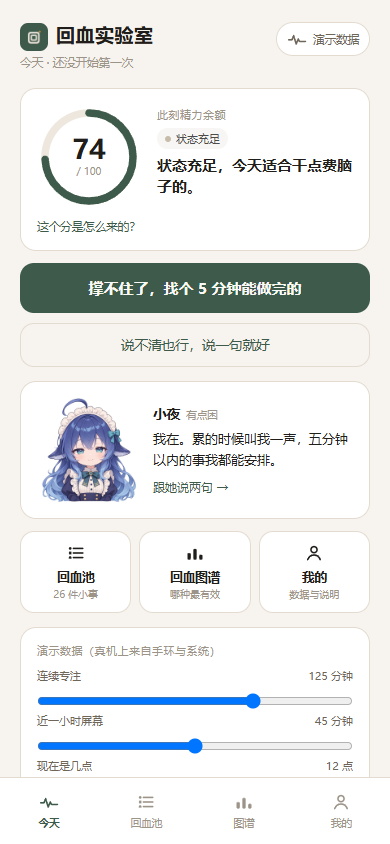 回血实验室
演示数据
今天 · 还没开始第一次
74
/ 100
此刻精力余额
状态充足
状态充足，今天适合干点费脑
子的。
这个分是怎么来的？
撑不住了，找个 5 分钟能做完的
说不清也行，说一句就好
小夜 有点困
我在。累的时候叫我一声，五分钟
以内的事我都能安排。
跟她说两句 →
回血池
26 件小事
回血图谱
哪种最有效
我的
数据与说明
演示数据（真机上来自手环与系统）
连续专注 125 分钟
近一小时屏幕 45 分钟
现在是几点 12 点
今天
回血池
图谱
我的